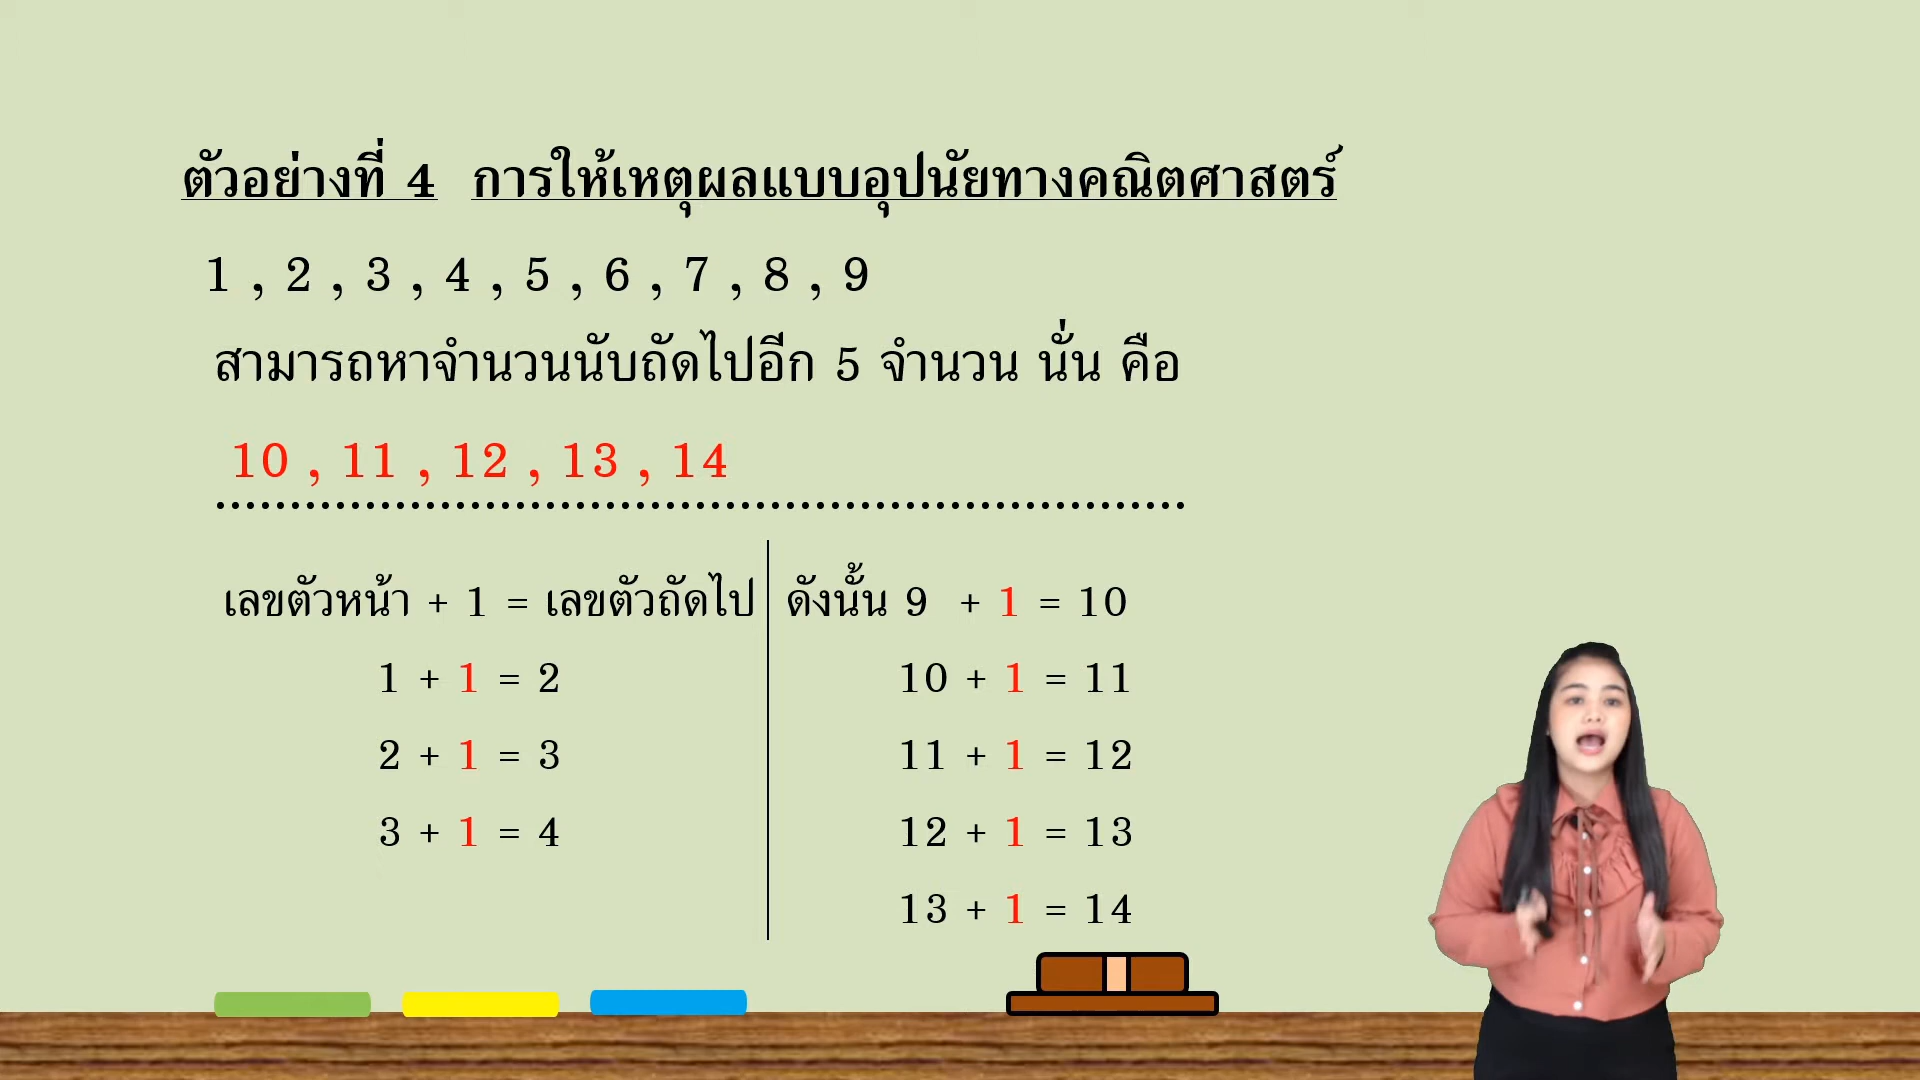 ตัวอย่างที่ 4 การให้เหตุผลแบบอุปนัยทางคณิตศาสตร์
1 , 2 , 3 , 4 , 5 , 6 , 7 , 8 , 9
สามารถหาจำนวนนับถัดไปอีก 5 จำนวน นั่น คือ
10 , 11 , 12 , 13 , 14
เลขตัวหน้า + 1 = เลขตัวถัดไป
1 + 1 = 2
2 + 1 = 3
3 + 1 = 4
ดังนั้น 9 + 1 = 10
10 + 1 = 11
11 + 1 = 12
12 + 1 = 13
13 + 1 = 14